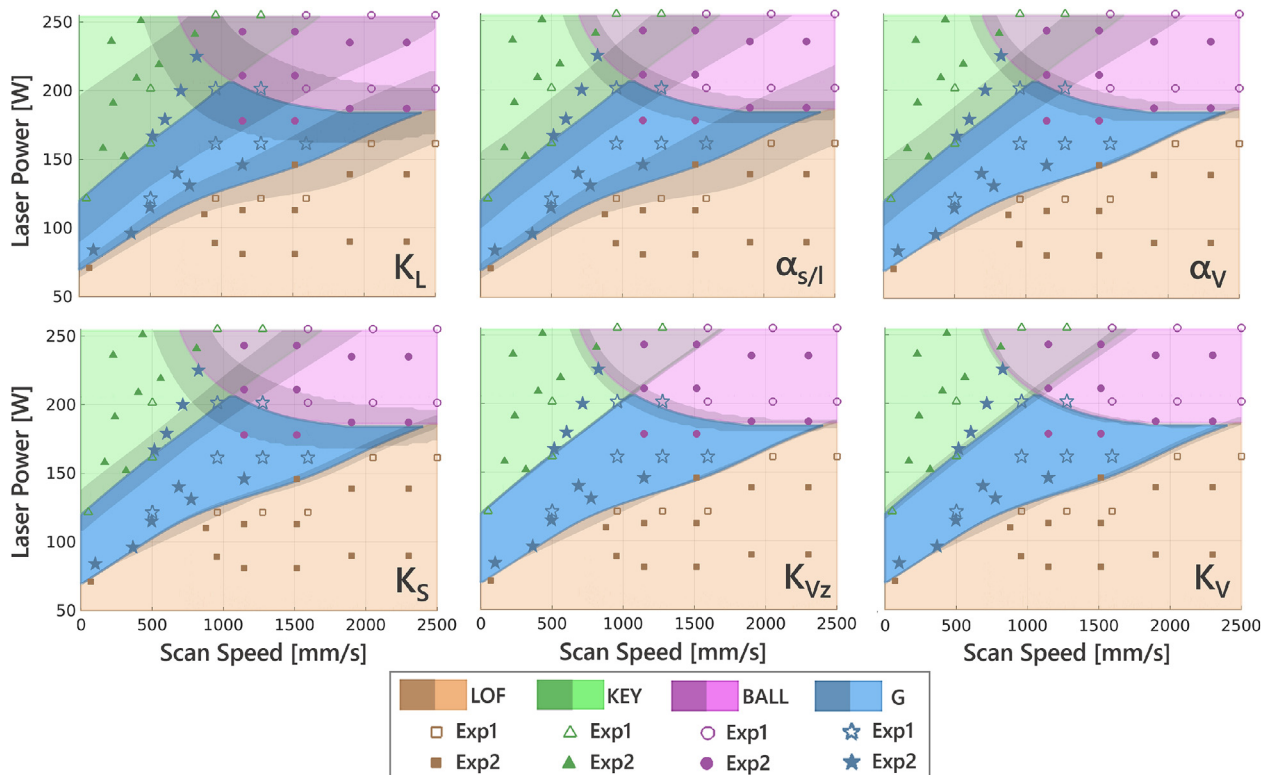 Laser Power [W]
250
200
150
100
50
K_L
α_s/l
α_V
Laser Power [W]
250
200
150
100
50
K_S
K_Vz
K_V
0 500 1000 1500 2000 2500
0 500 1000 1500 2000 2500
0 500 1000 1500 2000 2500
Scan Speed [mm/s]
Scan Speed [mm/s]
Scan Speed [mm/s]
LOF KEY BALL G
Exp1 Exp1 Exp1 Exp1
Exp2 Exp2 Exp2 Exp2